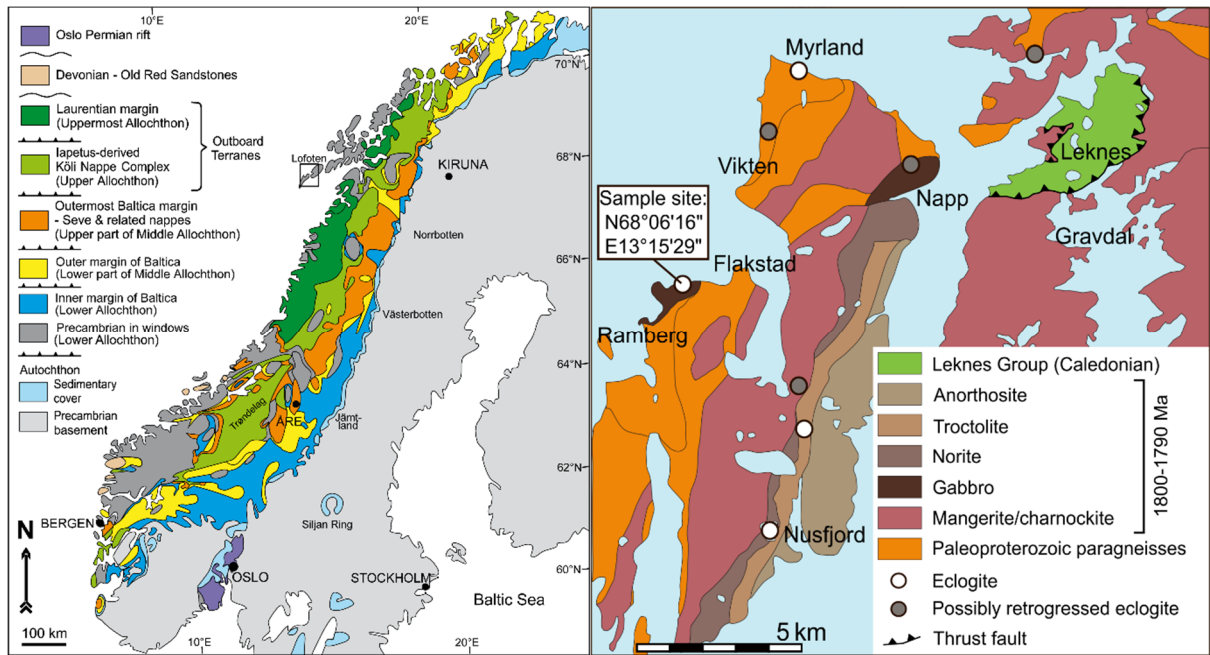 10°E
20°E
Oslo Permian rift
Devonian - Old Red Sandstones
Laurentian margin
(Uppermost Allochthon)
Iapetus-derived
Köli Nappe Complex
(Upper Allochthon)
Outboard
Terranes
Outermost Baltica margin
- Seve & related nappes
(Upper part of Middle Allochthon)
Outer margin of Baltica
(Lower part of Middle Allochthon)
Inner margin of Baltica
(Lower Allochthon)
Precambrian in windows
(Lower Allochthon)
Autochthon
Sedimentary
cover
Precambrian
basement
70°N
Lofoten
KIRUNA
68°N
Norrbotten
66°N
Västerbotten
64°N
Trøndelag
ÅRE
Jämt-
land
62°N
Siljan Ring
BERGEN
N
OSLO
STOCKHOLM
60°N
Baltic Sea
100 km
10°E
20°E
Myrland
Vikten
Leknes
Napp
Sample site:
N68°06'16"
E13°15'29"
Gravdal
Flakstad
Ramberg
Nusfjord
5 km
Leknes Group (Caledonian)
Anorthosite
Troctolite
Norite
Gabbro
Mangerite/charnockite
1800-1790 Ma
Paleoproterozoic paragneisses
Eclogite
Possibly retrogressed eclogite
Thrust fault